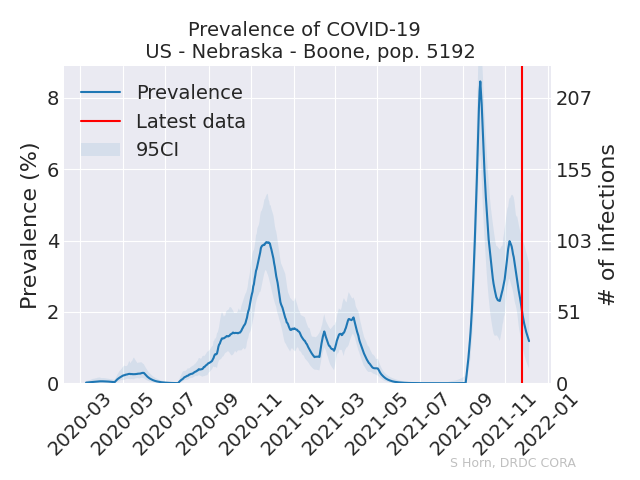 Prevalence of COVID-19
US - Nebraska - Boone, pop. 5192
Prevalence
Latest data
95CI
Prevalence (%)
8
6
4
2
0
# of infections
207
155
103
51
0
2020-03
2020-05
2020-07
2020-09
2020-11
2021-01
2021-03
2021-05
2021-07
2021-09
2021-11
2022-01
S Horn, DRDC CORA